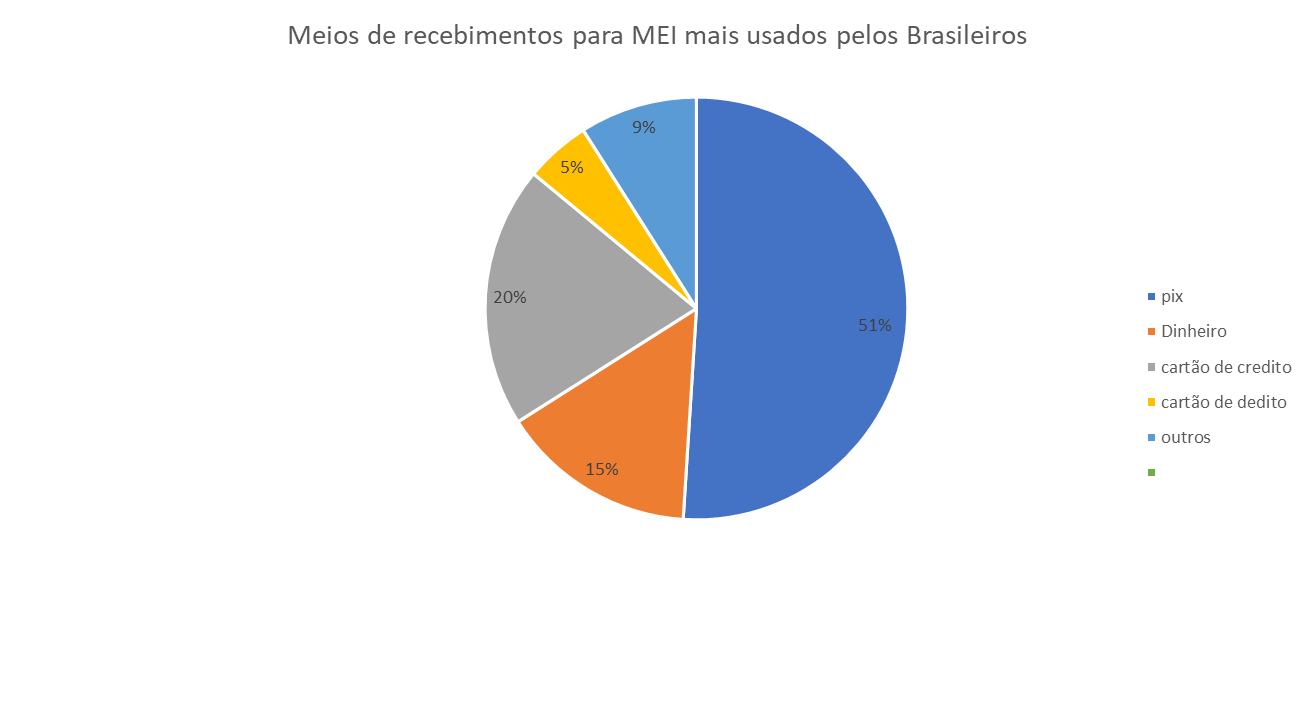 Meios de recebimentos para MEI mais usados pelos Brasileiros
9%
5%
20%
51%
15%
pix
Dinheiro
cartão de credito
cartão de dedito
outros